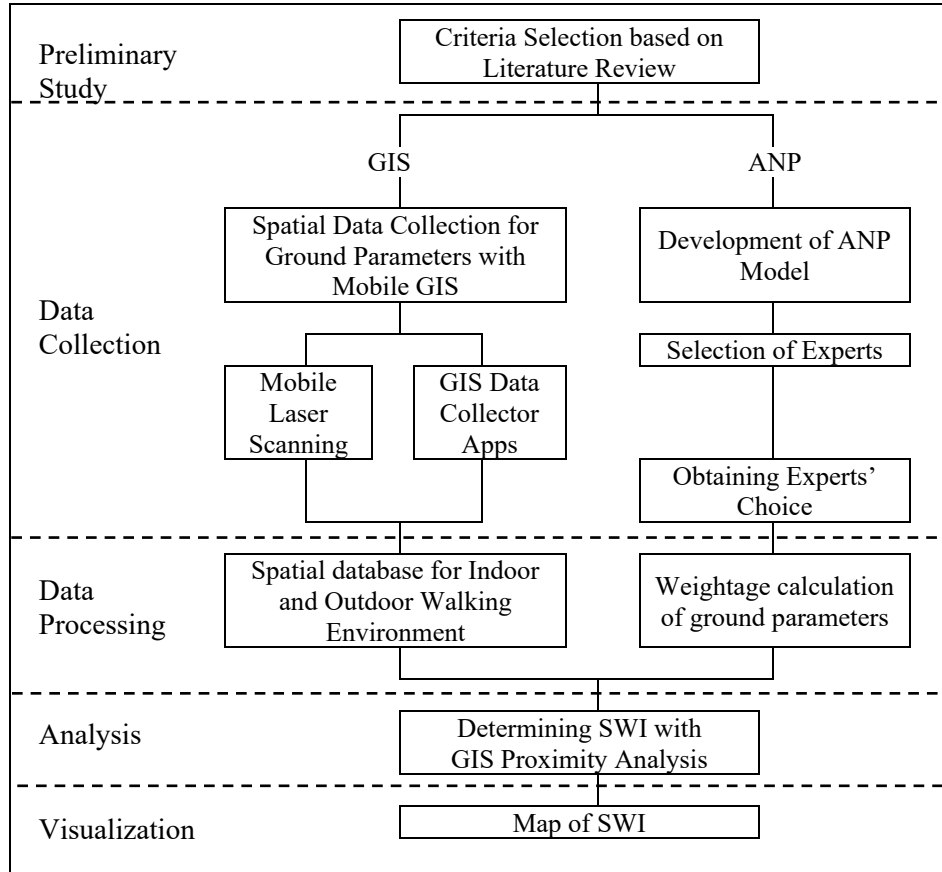 Preliminary
Study
Criteria Selection based on
Literature Review
GIS
ANP
Data
Collection
Spatial Data Collection for
Ground Parameters with
Mobile GIS
Development of ANP
Model
Selection of Experts
Mobile
Laser
Scanning
GIS Data
Collector
Apps
Obtaining Experts’
Choice
Data
Processing
Spatial database for Indoor
and Outdoor Walking
Environment
Weightage calculation
of ground parameters
Analysis
Determining SWI with
GIS Proximity Analysis
Visualization
Map of SWI